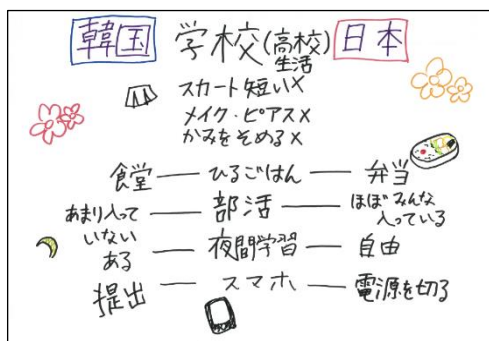 韓国 学校(高校)生活 日本
スカート短い×
メイク・ピアス×
かみをそめる×
食堂 — ひるごはん — 弁当
あまり入っていない — 部活 — ほぼみんな入っている
ある — 夜間学習 — 自由
提出 — スマホ — 電源を切る